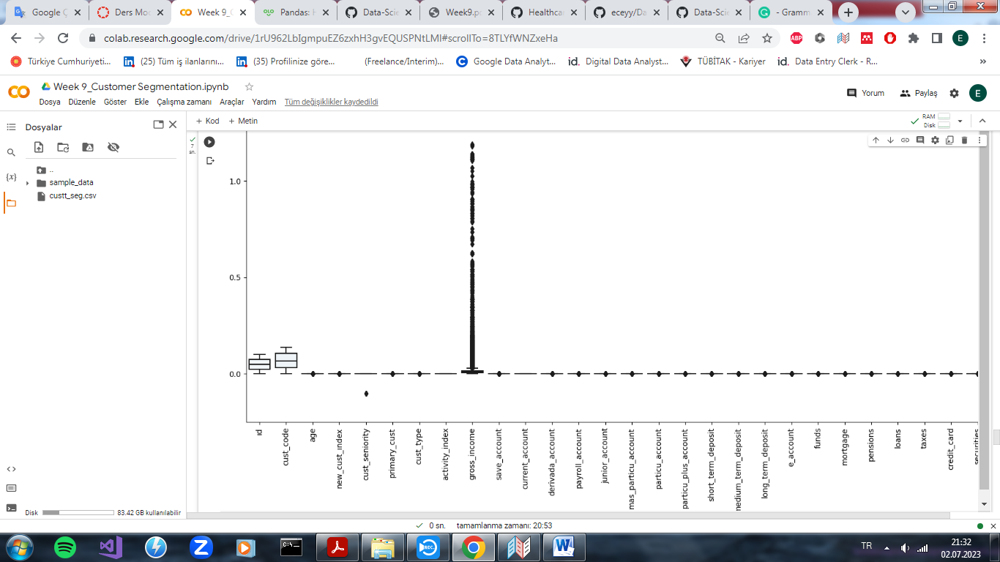 Google Ç
Ders Mod
Week 9_C
Pandas: H
Data-Scie
Week9.pd
Healthcar
eceyy/Da
Data-Scie
- Gramm
colab.research.google.com/drive/1rU962LbIgmpuEZ6zxhH3gvEQUSPNtLMl#scrollTo=8TLYfWNZxeHa
Türkiye Cumhuriyeti...
(25) Tüm iş ilanlarını...
(35) Profilinize göre...
(Freelance/Interim)...
Google Data Analyt...
Digital Data Analyst...
TÜBİTAK - Kariyer
Data Entry Clerk - R...
Week 9_Customer Segmentation.ipynb
Dosya Düzenle Göster Ekle Çalışma zamanı Araçlar Yardım Tüm değişiklikler kaydedildi
Yorum Paylaş E
Dosyalar
+ Kod + Metin
RAM
Disk
..
sample_data
custt_seg.csv
7
sn.
1.0
0.5
0.0
id
cust_code
age
new_cust_index
cust_seniority
primary_cust
cust_type
activity_index
gross_income
save_account
current_account
derivada_account
payroll_account
junior_account
mas_particu_account
particu_account
particu_plus_account
short_term_deposit
medium_term_deposit
long_term_deposit
e_account
funds
mortgage
pensions
loans
taxes
credit_card
securities
Disk 83.42 GB kullanılabilir
0 sn. tamamlanma zamanı: 20:53
TR
21:32
02.07.2023